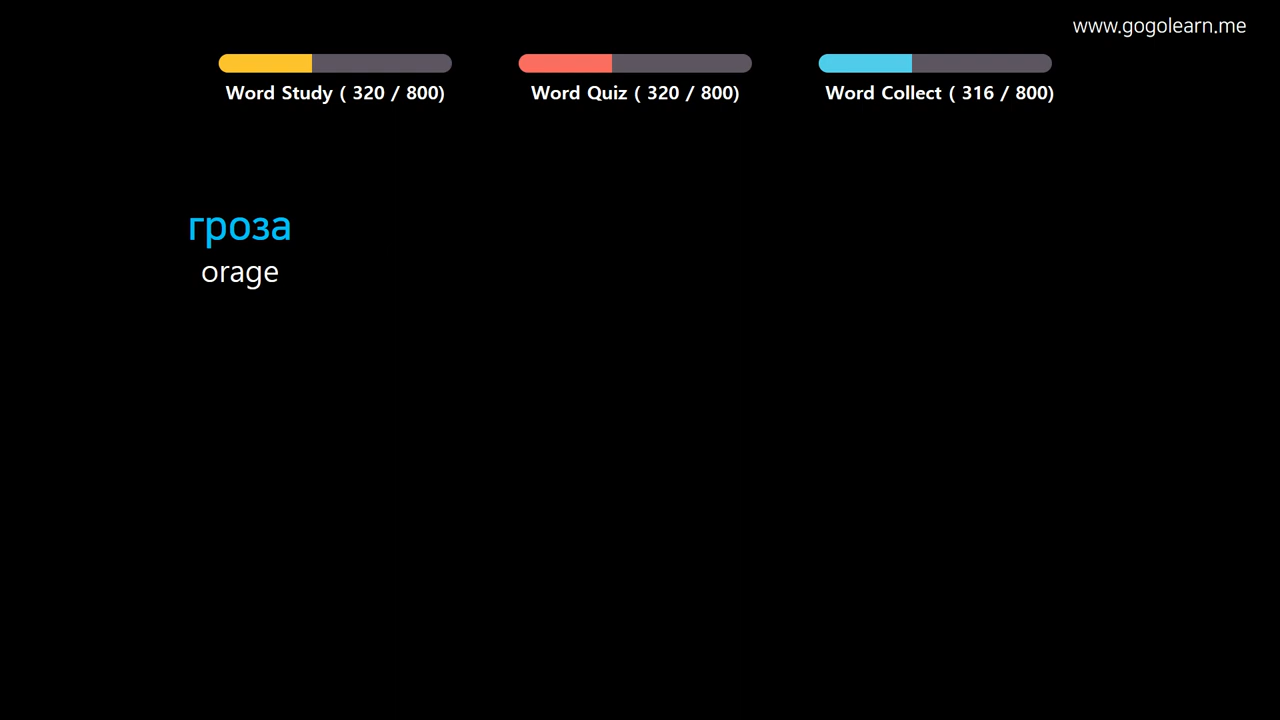 www.gogolearn.me
Word Study ( 320 / 800)
Word Quiz ( 320 / 800)
Word Collect ( 316 / 800)
гроза
orage